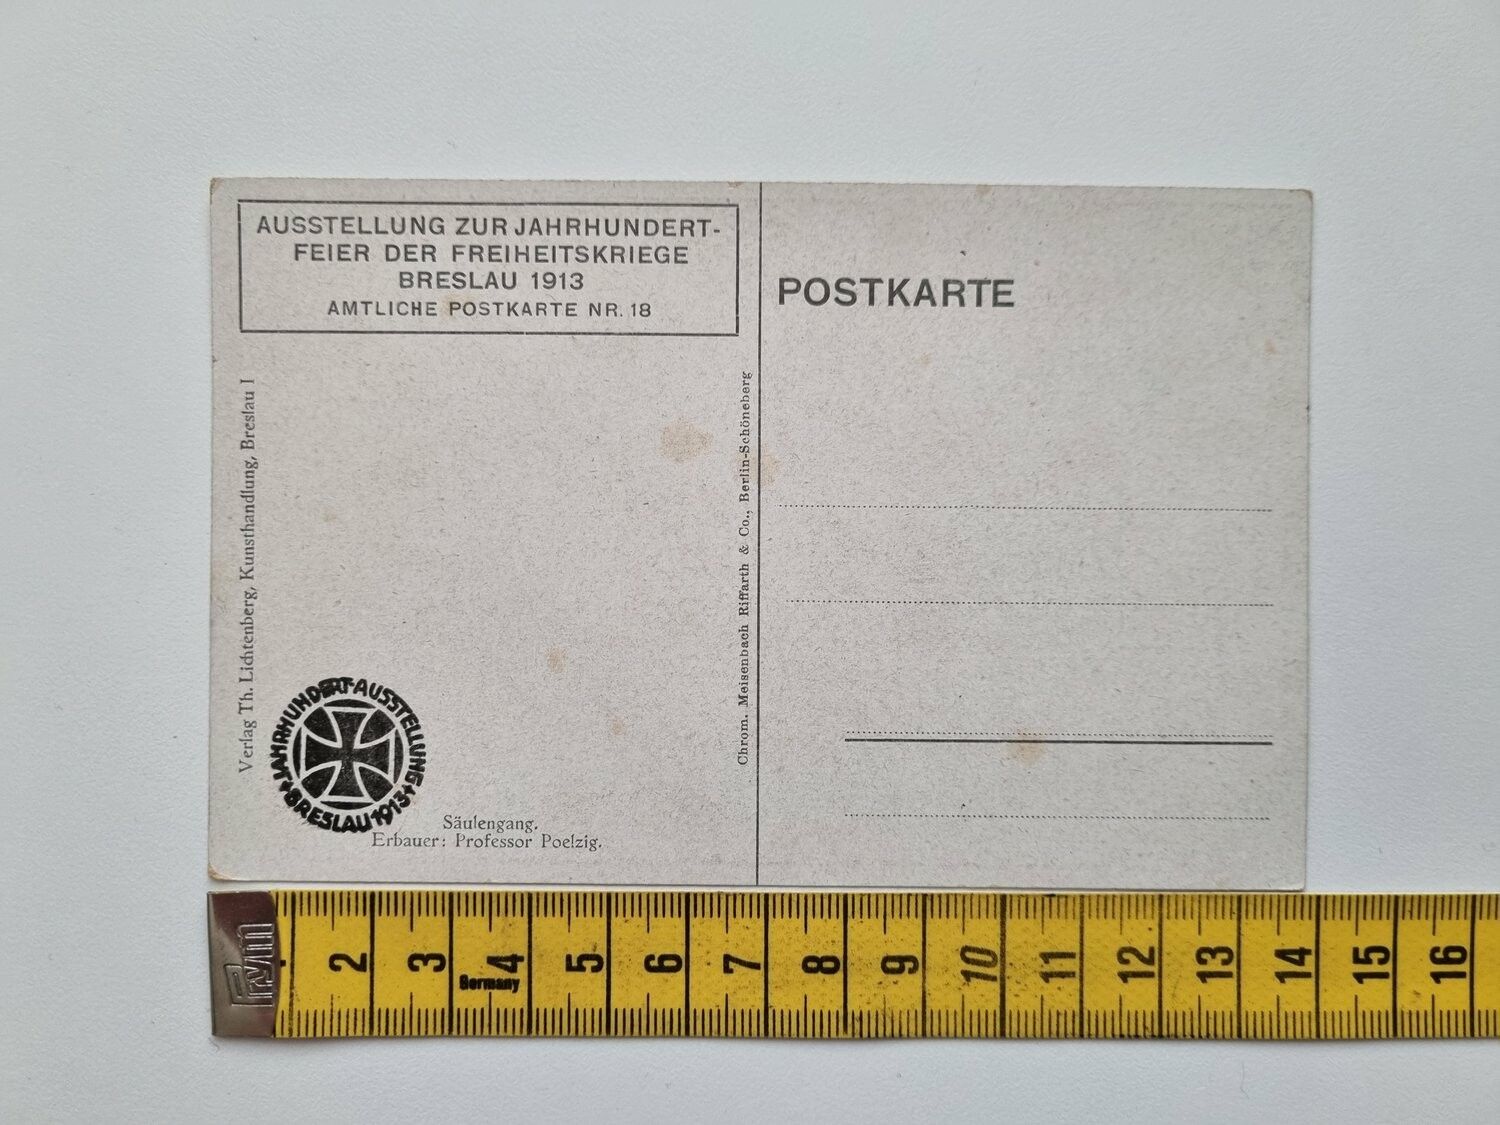 AUSSTELLUNG ZUR JAHRHUNDERT-
FEIER DER FREIHEITSKRIEGE
BRESLAU 1913
AMTLICHE POSTKARTE NR. 18
POSTKARTE
Verlag Th. Lichtenberg, Kunsthandlung, Breslau I
Chrom. Meisenbach Riffarth & Co., Berlin-Schöneberg
JAHRHUNDERT-AUSSTELLUNG
BRESLAU 1913
Säulengang.
Erbauer: Professor Poelzig.
Prym
2 3 4 5 6 7 8 9 10 11 12 13 14 15 16
Germany